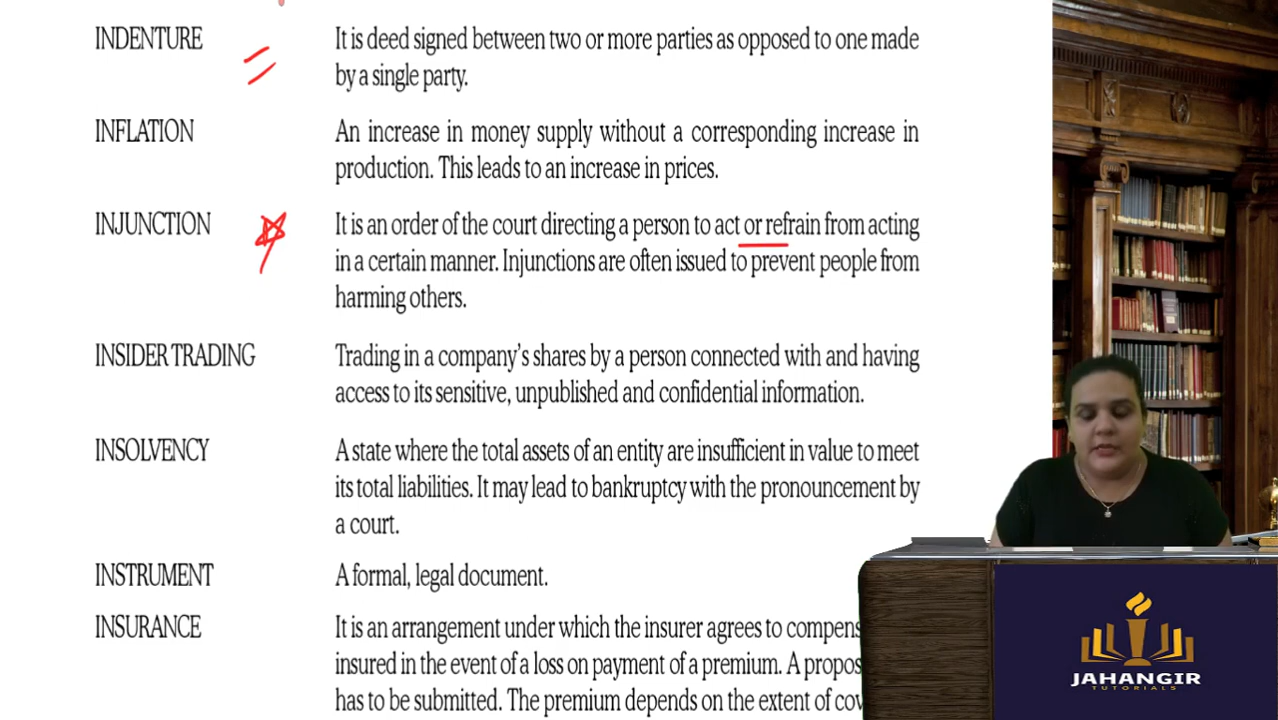 INDENTURE It is deed signed between two or more parties as opposed to one made
by a single party.
INFLATION An increase in money supply without a corresponding increase in
production. This leads to an increase in prices.
INJUNCTION It is an order of the court directing a person to act or refrain from acting
in a certain manner. Injunctions are often issued to prevent people from
harming others.
INSIDER TRADING Trading in a company's shares by a person connected with and having
access to its sensitive, unpublished and confidential information.
INSOLVENCY A state where the total assets of an entity are insufficient in value to meet
its total liabilities. It may lead to bankruptcy with the pronouncement by
a court.
INSTRUMENT A formal, legal document.
INSURANCE It is an arrangement under which the insurer agrees to compens
insured in the event of a loss on payment of a premium. A propos
has to be submitted. The premium depends on the extent of cov
JAHANGIR
TUTORIALS